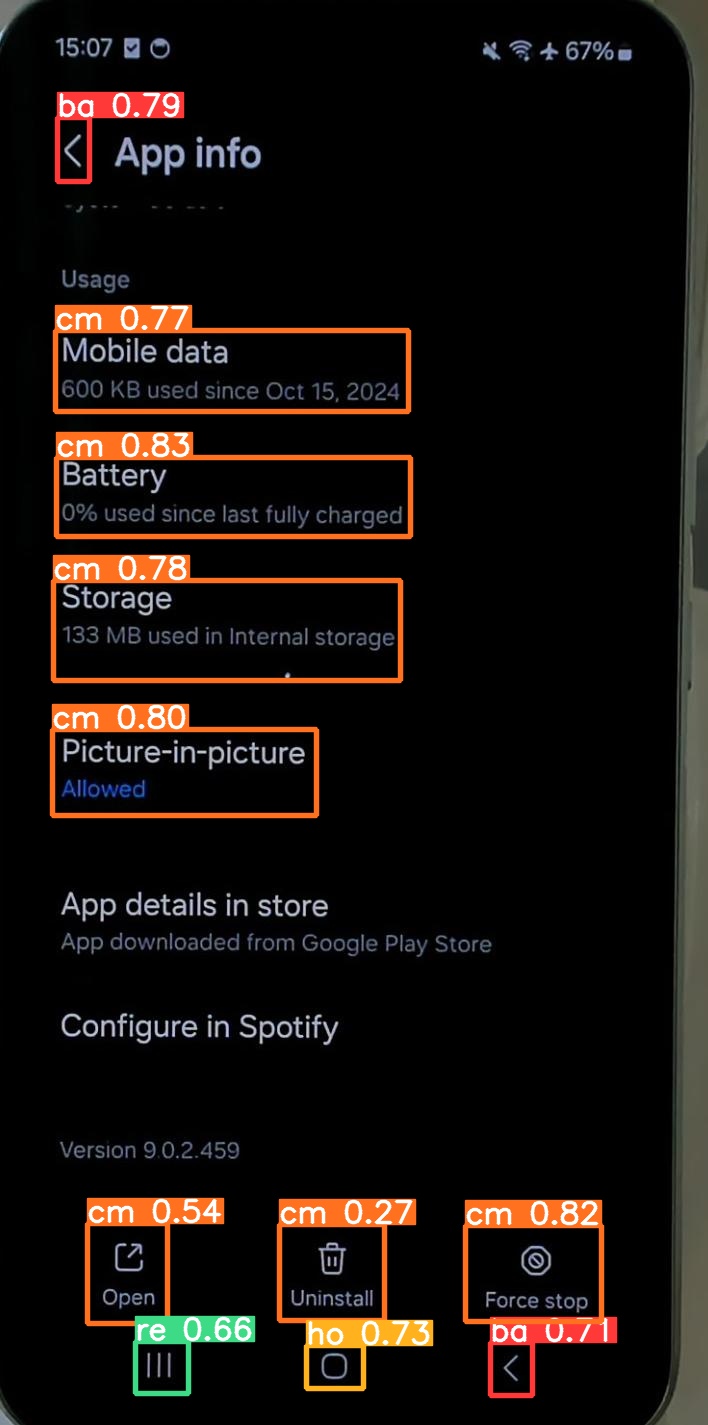 15:07
67%
ba 0.79
App info
Usage
cm 0.77
Mobile data
600 KB used since Oct 15, 2024
cm 0.83
Battery
0% used since last fully charged
cm 0.78
Storage
133 MB used in Internal storage
cm 0.80
Picture-in-picture
Allowed
App details in store
App downloaded from Google Play Store
Configure in Spotify
Version 9.0.2.459
cm 0.54 cm 0.27 cm 0.82
Open Uninstall Force stop
re 0.66 ho 0.73 ba 0.71